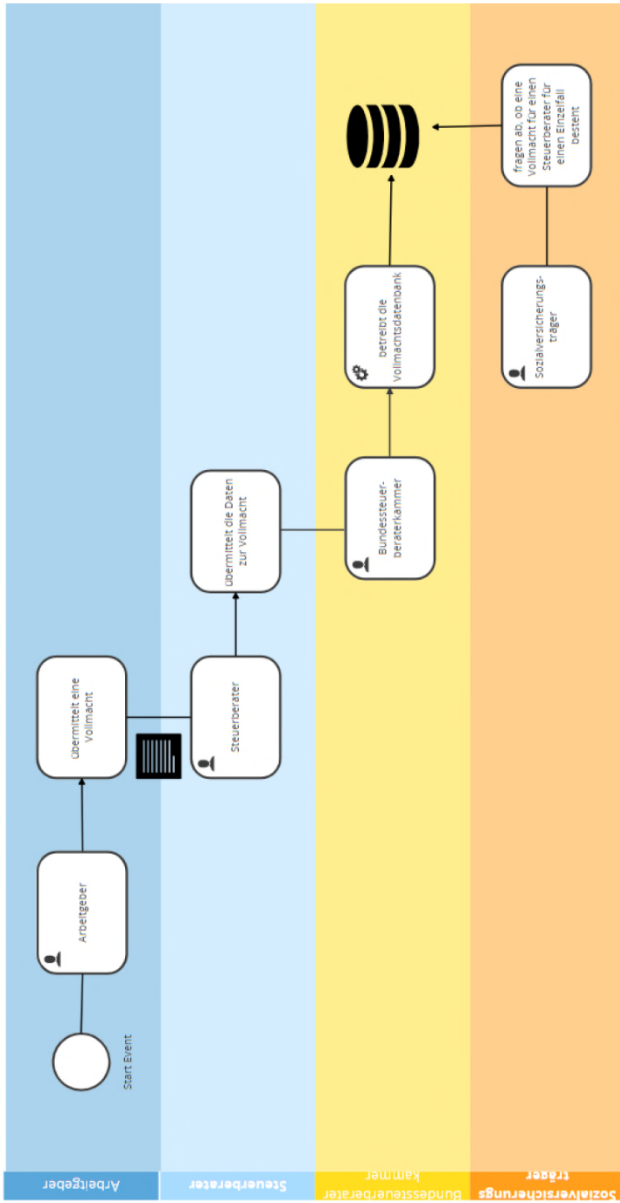 Arbeitgeber
Start Event
Arbeitgeber
übermittelt eine
Vollmacht
Steuerberater
Steuerberater
übermittelt die Daten
zur Vollmacht
Bundessteuerberater
kammer
Bundessteuer-
beraterkammer
betreibt die
Vollmachtsdatenbank
Sozialversicherungs
träger
Sozialversicherungs-
träger
fragen ab, ob eine
Vollmacht für einen
Steuerberater für
einen Einzelfall
besteht